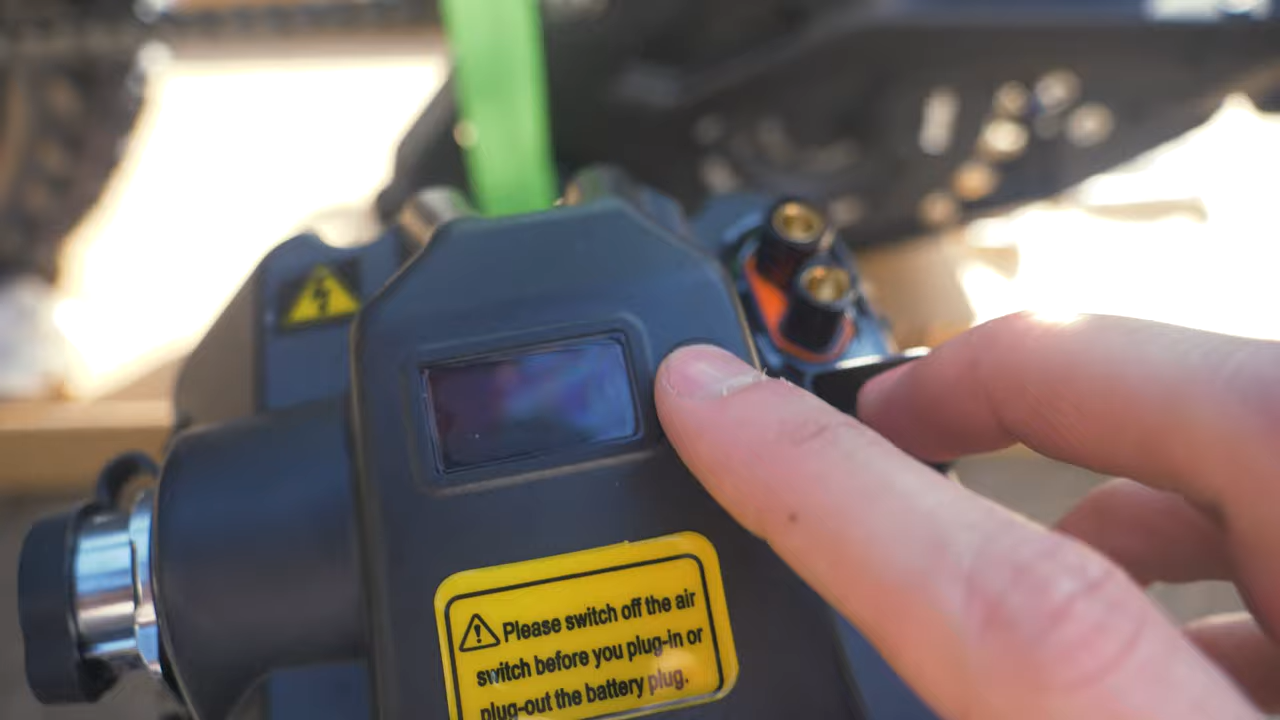 Please switch off the air
switch before you plug-in or
plug-out the battery plug.